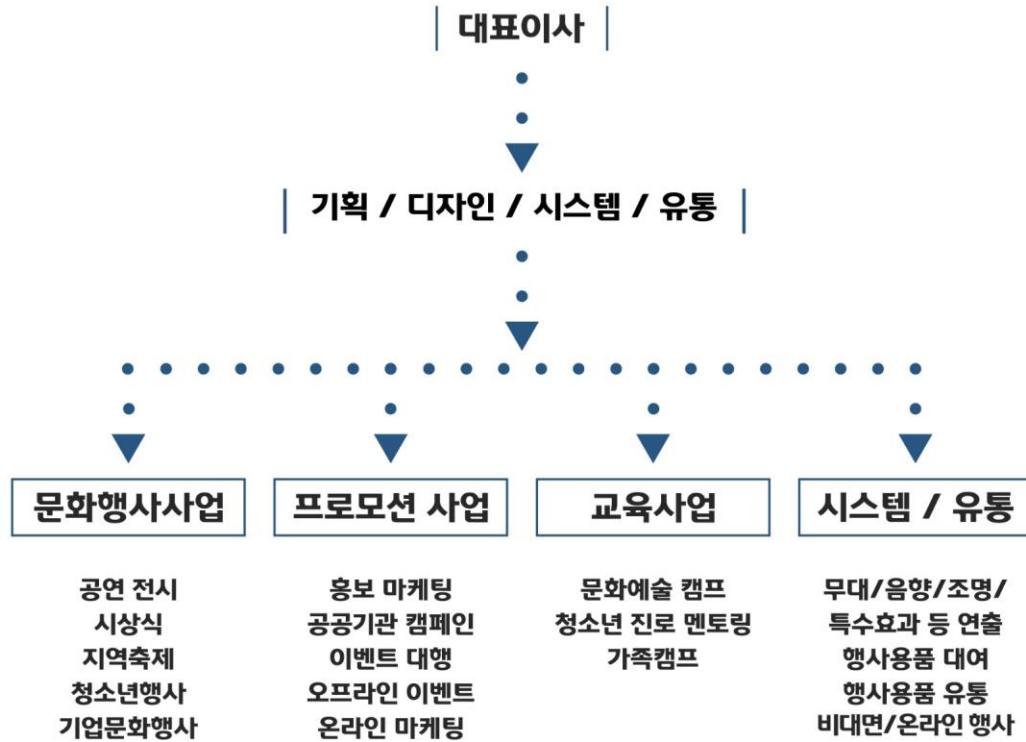 대표이사
기획 / 디자인 / 시스템 / 유통
문화행사사업
공연 전시
시상식
지역축제
청소년행사
기업문화행사
프로모션 사업
홍보 마케팅
공공기관 캠페인
이벤트 대행
오프라인 이벤트
온라인 마케팅
교육사업
문화예술 캠프
청소년 진로 멘토링
가족캠프
시스템 / 유통
무대/음향/조명/
특수효과 등 연출
행사용품 대여
행사용품 유통
비대면/온라인 행사